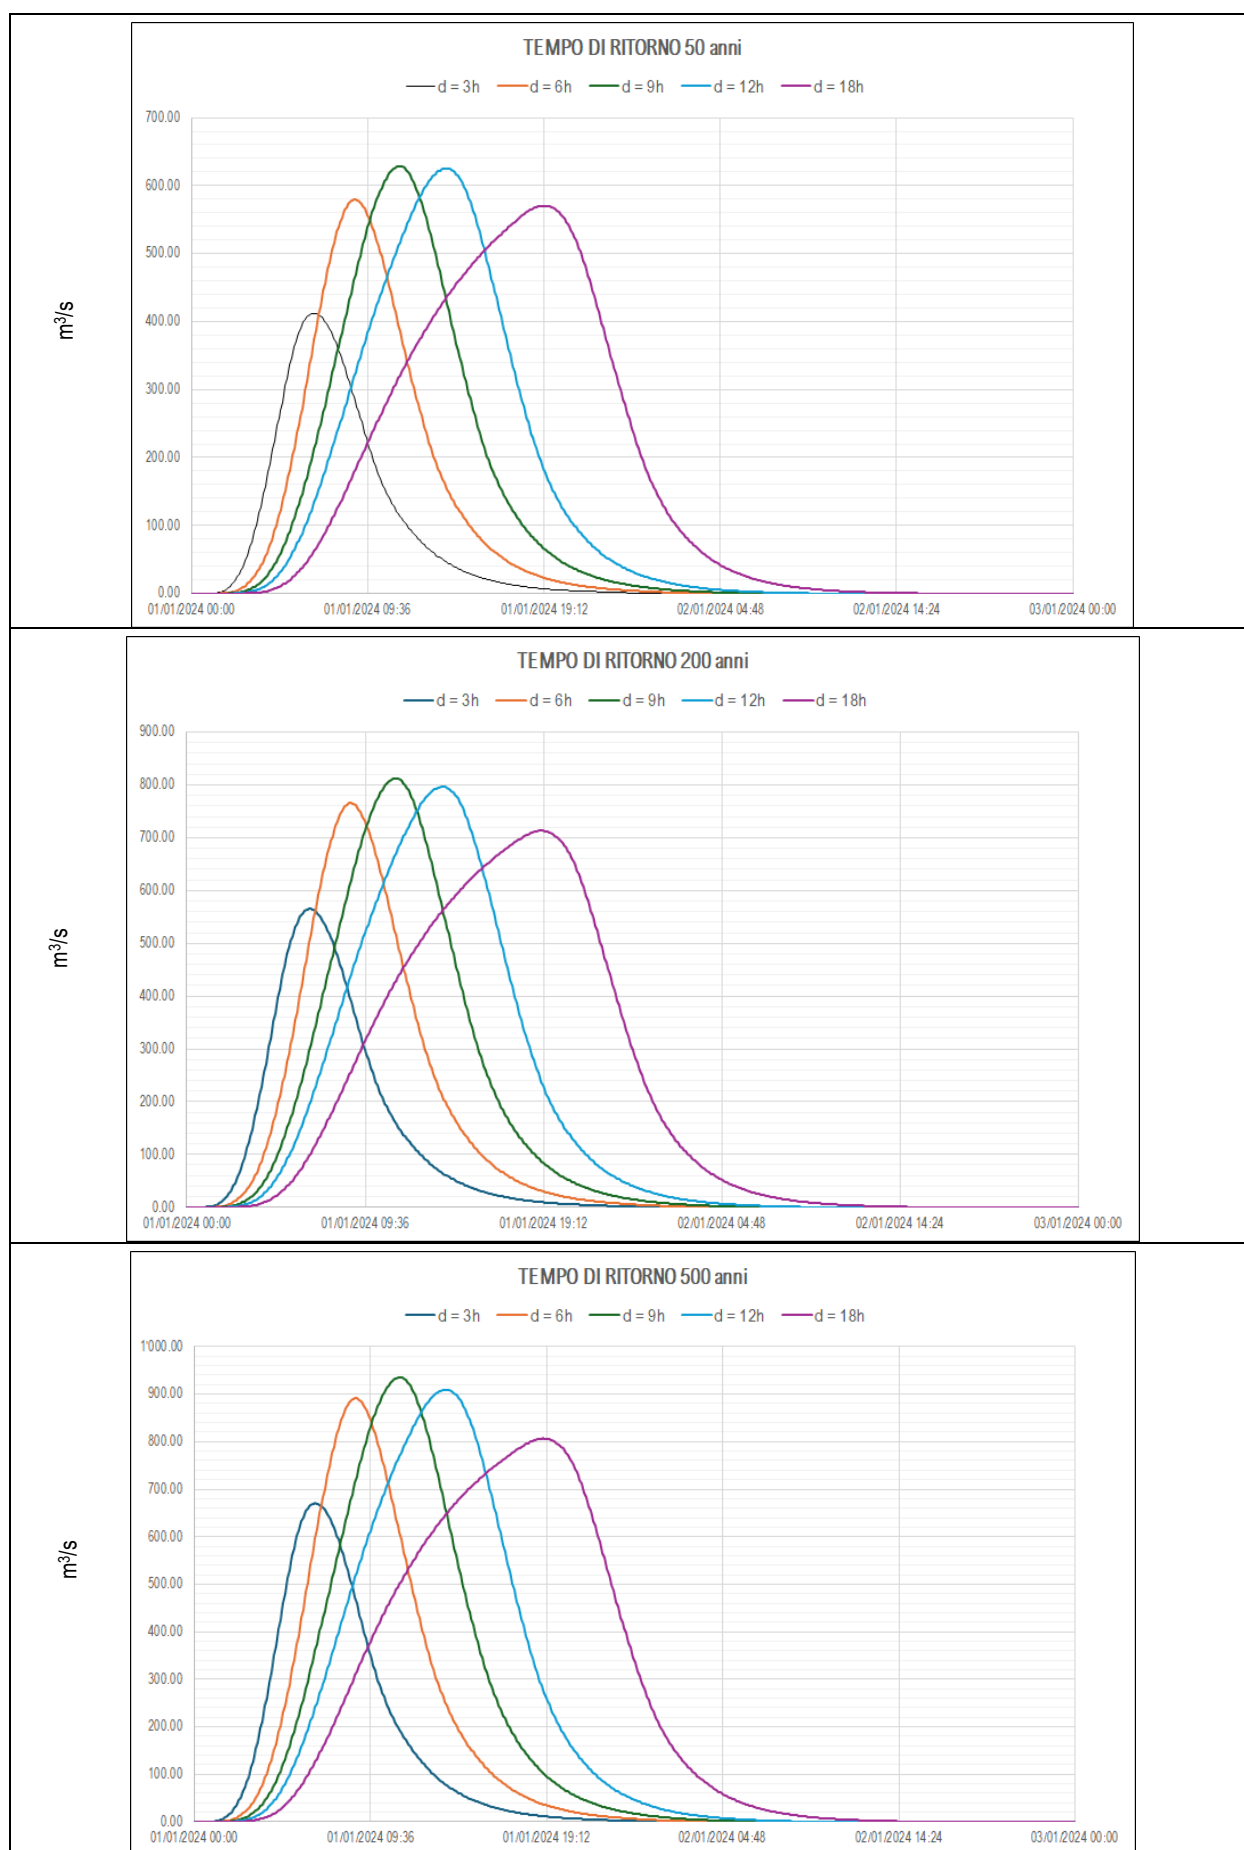 TEMPO DI RITORNO 50 anni
d = 3h d = 6h d = 9h d = 12h d = 18h
700.00
600.00
500.00
400.00
300.00
200.00
100.00
0.00
m³/s
01/01/2024 00:00 01/01/2024 09:36 01/01/2024 19:12 02/01/2024 04:48 02/01/2024 14:24 03/01/2024 00:00
TEMPO DI RITORNO 200 anni
d = 3h d = 6h d = 9h d = 12h d = 18h
900.00
800.00
700.00
600.00
500.00
400.00
300.00
200.00
100.00
0.00
m³/s
01/01/2024 00:00 01/01/2024 09:36 01/01/2024 19:12 02/01/2024 04:48 02/01/2024 14:24 03/01/2024 00:00
TEMPO DI RITORNO 500 anni
d = 3h d = 6h d = 9h d = 12h d = 18h
1'000.00
900.00
800.00
700.00
600.00
500.00
400.00
300.00
200.00
100.00
0.00
m³/s
01/01/2024 00:00 01/01/2024 09:36 01/01/2024 19:12 02/01/2024 04:48 02/01/2024 14:24 03/01/2024 00:00